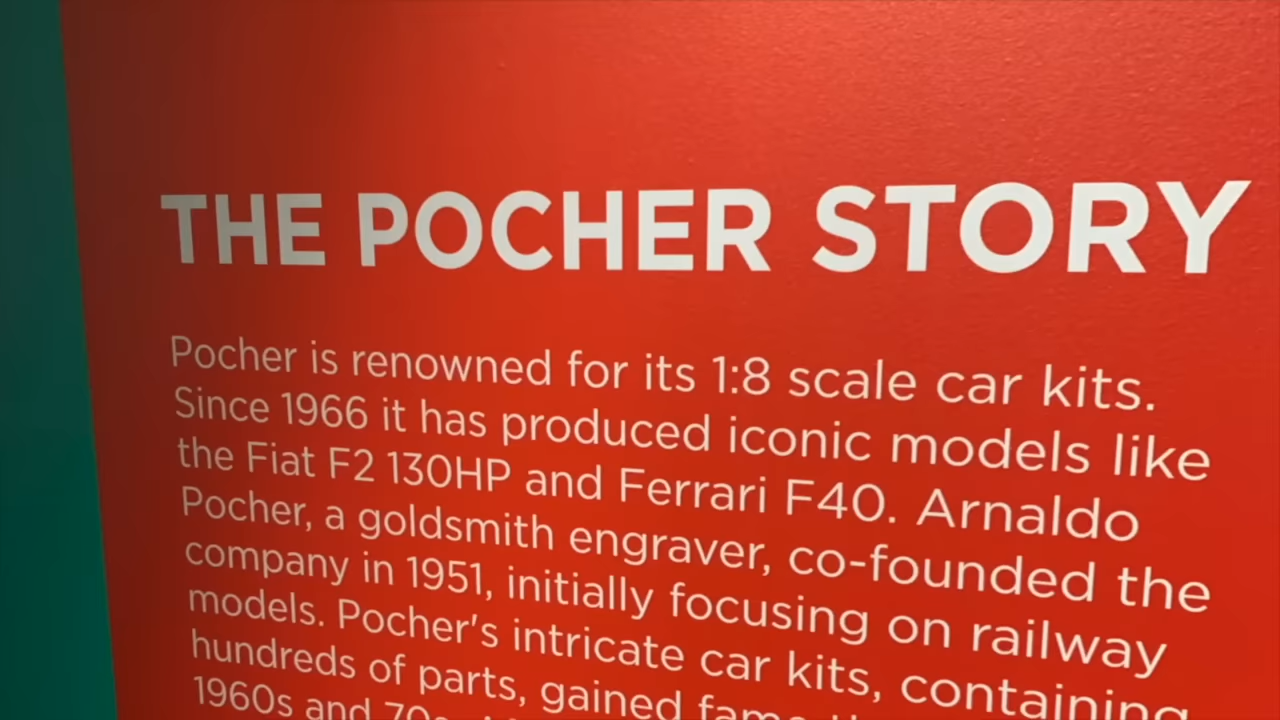 THE POCHER STORY
Pocher is renowned for its 1:8 scale car kits.
Since 1966 it has produced iconic models like
the Fiat F2 130HP and Ferrari F40. Arnaldo
Pocher, a goldsmith engraver, co-founded the
company in 1951, initially focusing on railway
models. Pocher's intricate car kits, containing
hundreds of parts, gained
1960s and